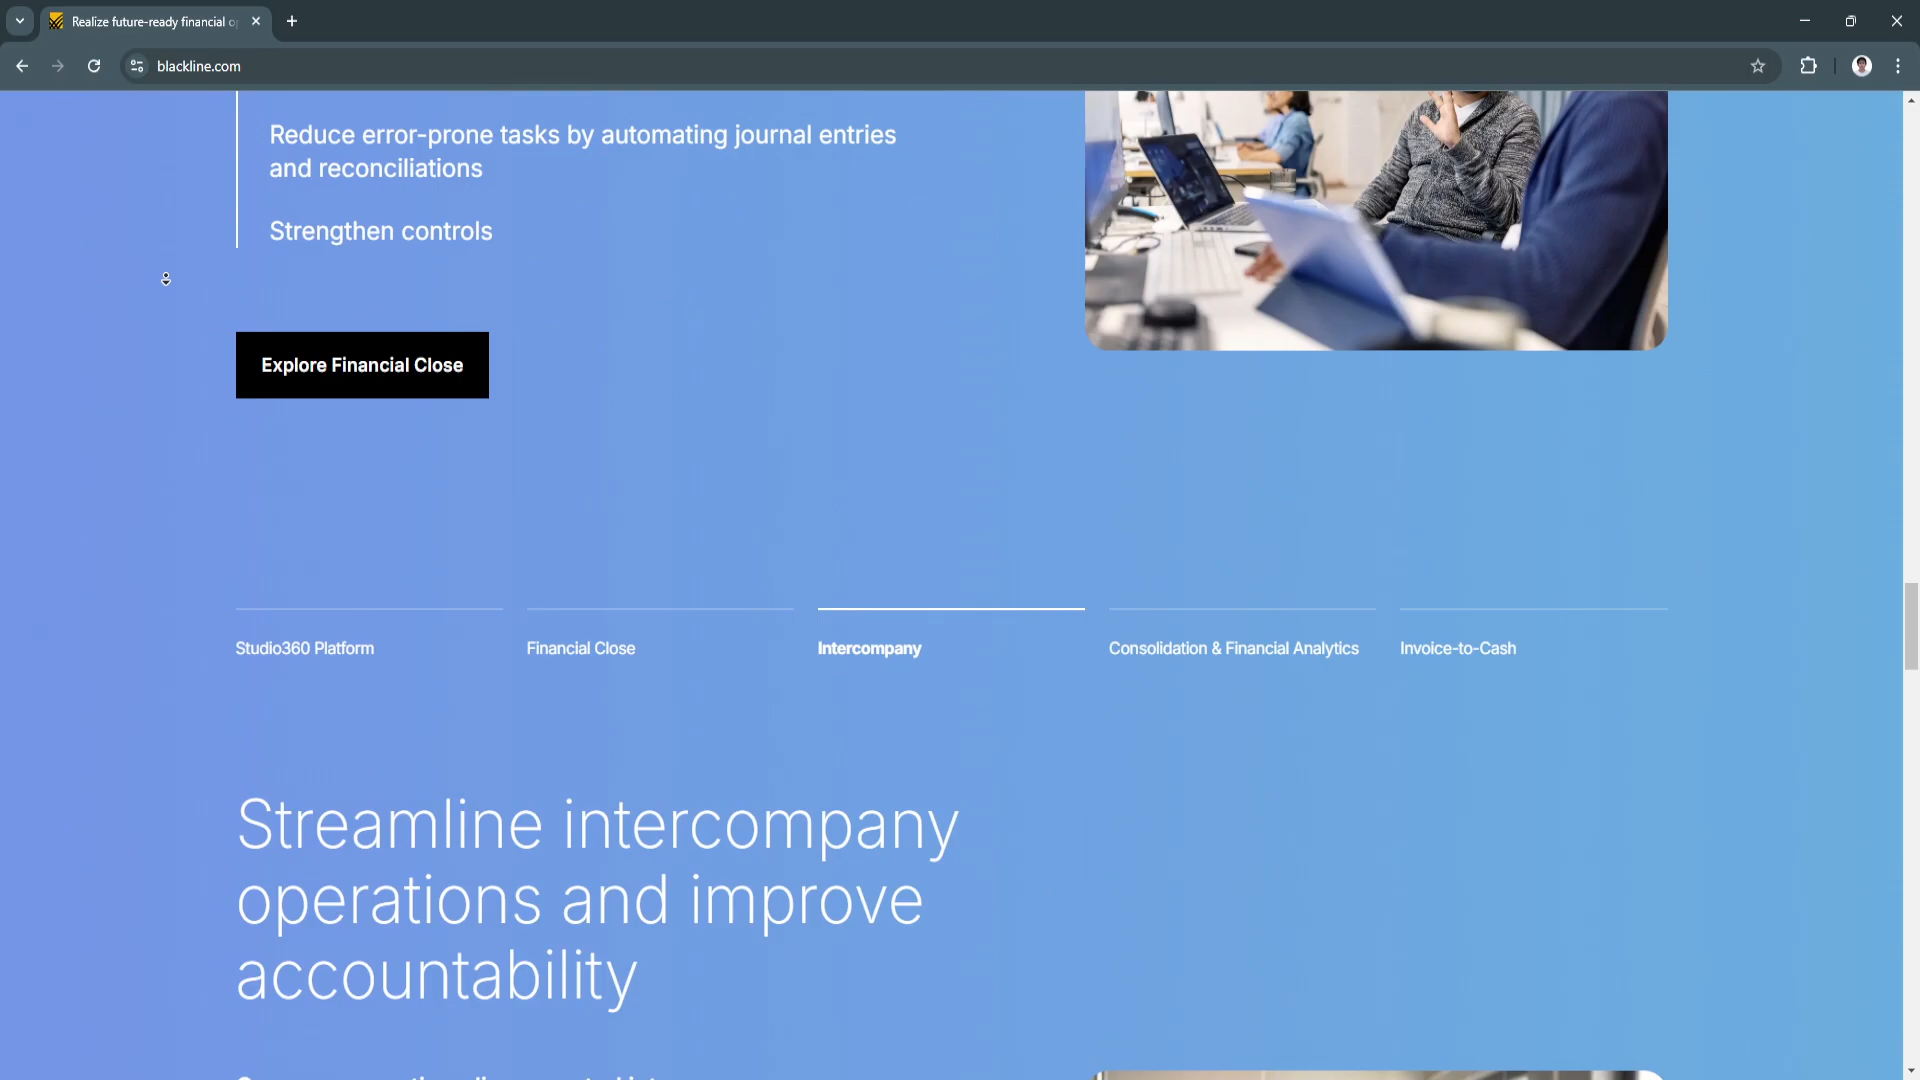 Realize future-ready financial o
blackline.com
Reduce error-prone tasks by automating journal entries
and reconciliations
Strengthen controls
Explore Financial Close
Studio360 Platform
Financial Close
Intercompany
Consolidation & Financial Analytics
Invoice-to-Cash
Streamline intercompany
operations and improve
accountability